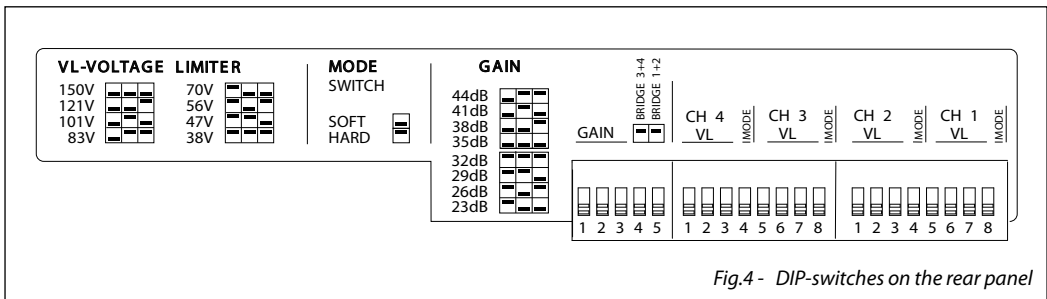 VL-VOLTAGE LIMITER
150V 70V
121V 56V
101V 47V
83V 38V
MODE
SWITCH
SOFT
HARD
GAIN
44dB
41dB
38dB
35dB
32dB
29dB
26dB
23dB
GAIN
BRIDGE 3+4
BRIDGE 1+2
CH 4
VL
MODE
CH 3
VL
MODE
CH 2
VL
MODE
CH 1
VL
MODE
1 2 3 4 5 1 2 3 4 5 6 7 8 1 2 3 4 5 6 7 8
Fig.4 - DIP-switches on the rear panel